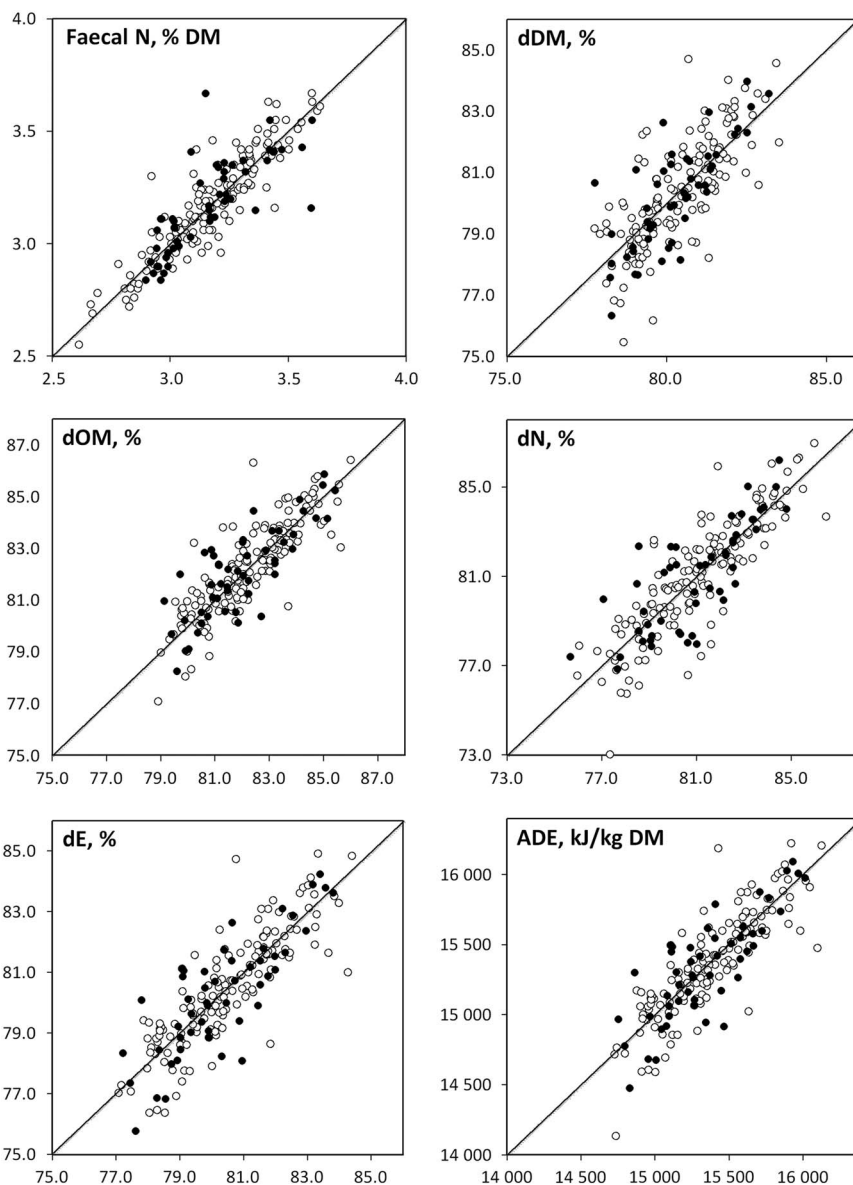 Faecal N, % DM
4.0
3.5
3.0
2.5
2.5 3.0 3.5 4.0
dDM, %
85.0
83.0
81.0
79.0
77.0
75.0
75.0 80.0 85.0
dOM, %
87.0
85.0
83.0
81.0
79.0
77.0
75.0
75.0 77.0 79.0 81.0 83.0 85.0 87.0
dN, %
85.0
81.0
77.0
73.0
73.0 77.0 81.0 85.0
dE, %
85.0
83.0
81.0
79.0
77.0
75.0
75.0 77.0 79.0 81.0 83.0 85.0
ADE, kJ/kg DM
16 000
15 500
15 000
14 500
14 000
14 000 14 500 15 000 15 500 16 000